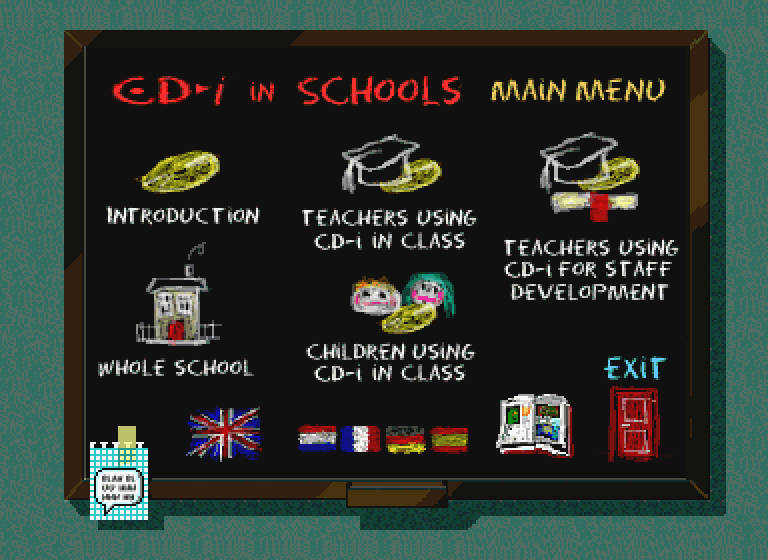 CD-i IN SCHOOLS MAIN MENU
INTRODUCTION
TEACHERS USING
CD-i IN CLASS
TEACHERS USING
CD-i FOR STAFF
DEVELOPMENT
WHOLE SCHOOL
CHILDREN USING
CD-i IN CLASS
EXIT